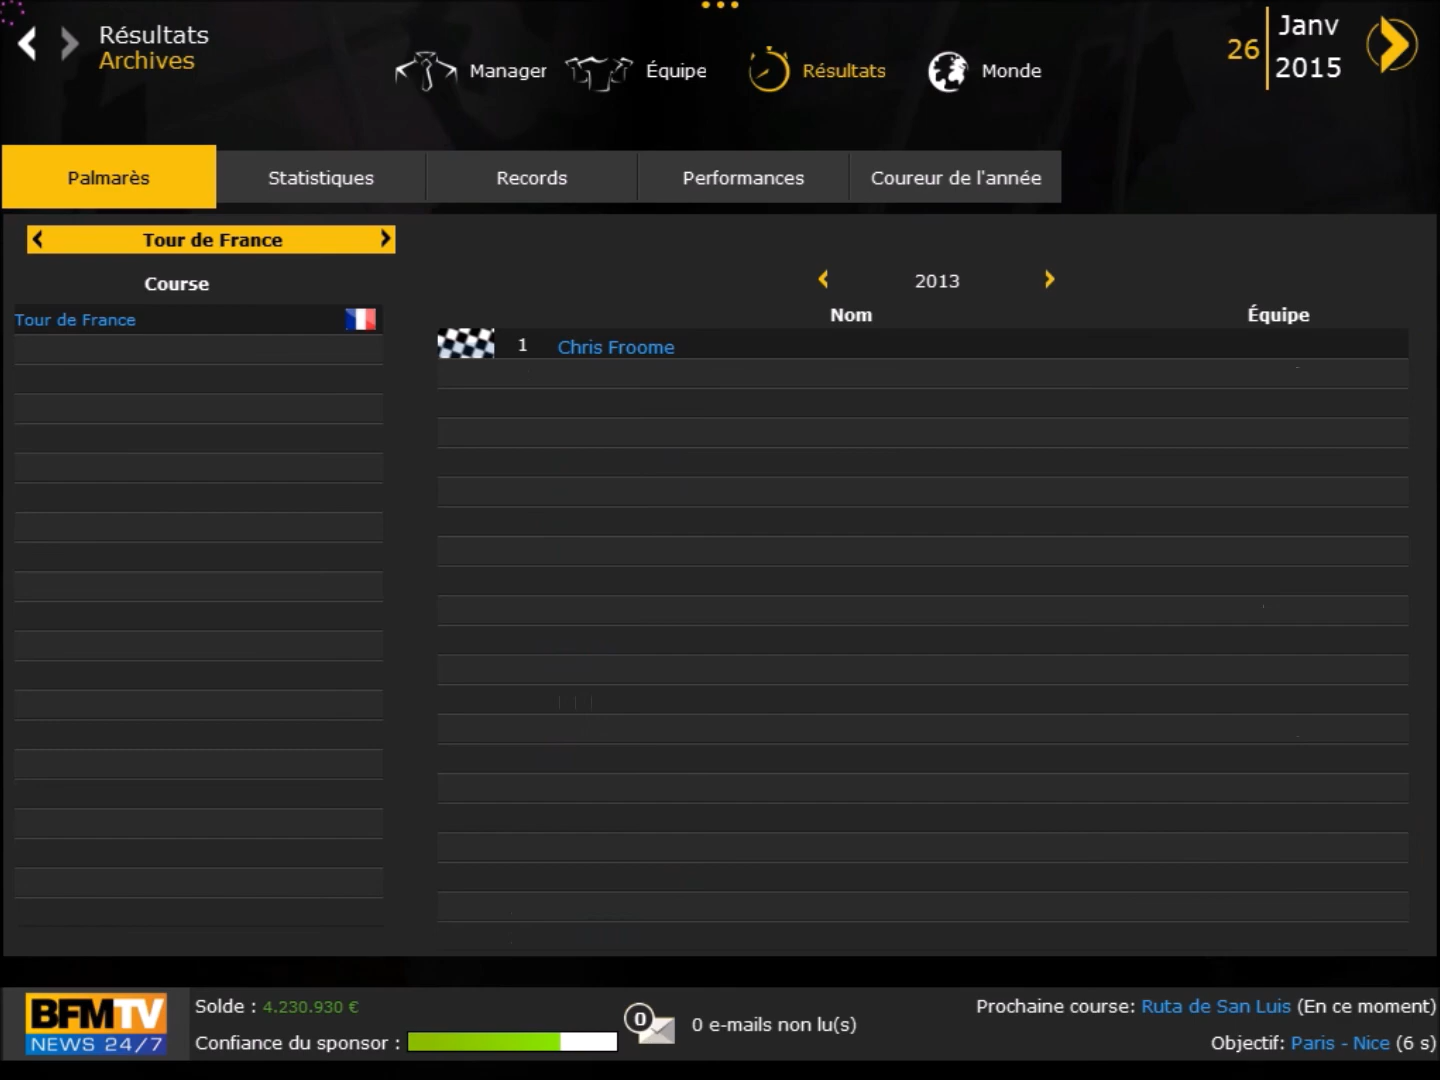 Résultats
Archives
Manager
Équipe
Résultats
Monde
26
Janv
2015
Palmarès
Statistiques
Records
Performances
Coureur de l'année
Tour de France
Course
Tour de France
2013
Nom
Équipe
1 Chris Froome
BFMTV
NEWS 24/7
Solde : 4.230.930 €
Confiance du sponsor :
0
0 e-mails non lu(s)
Prochaine course: Ruta de San Luis (En ce moment)
Objectif: Paris - Nice (6 s)